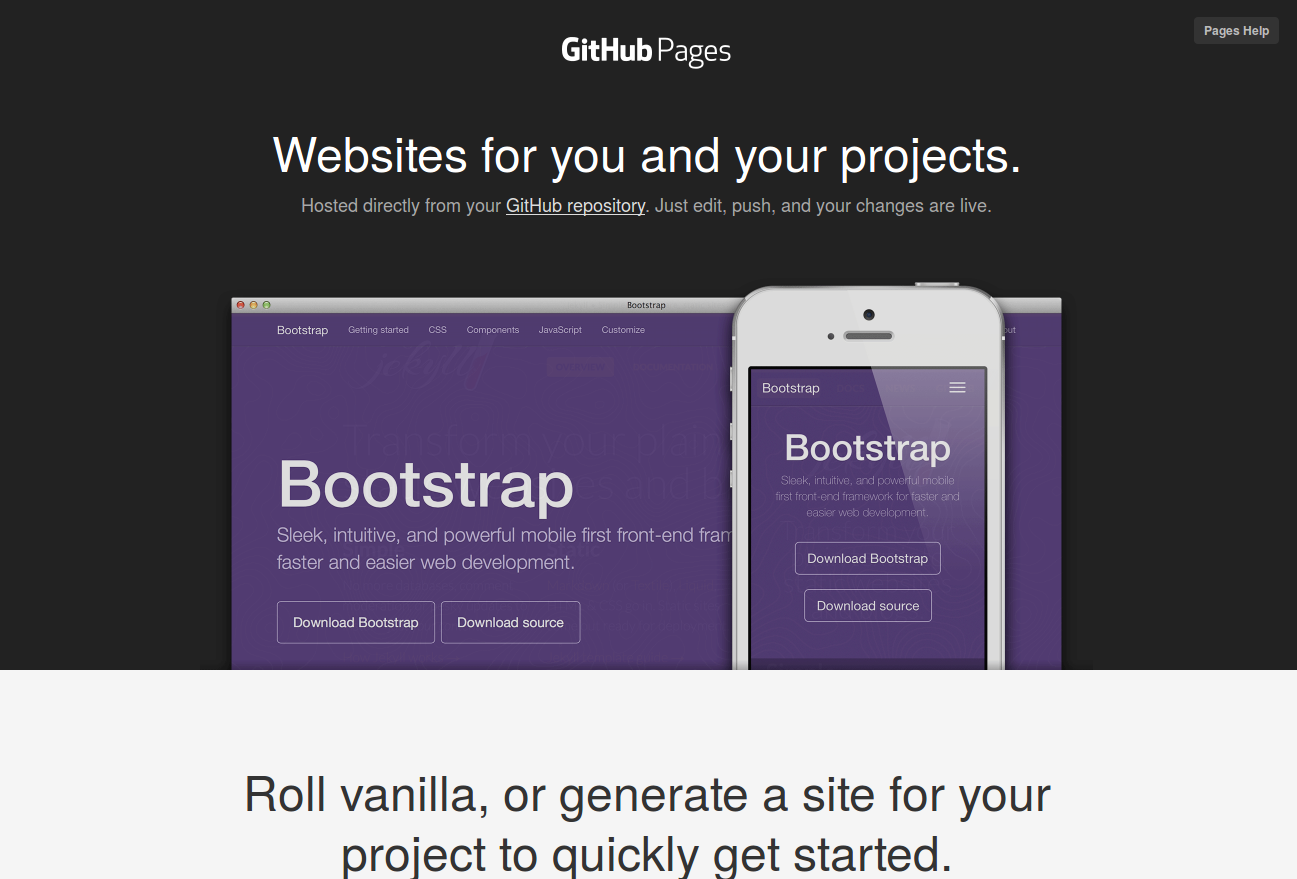 GitHub Pages
Pages Help
Websites for you and your projects.
Hosted directly from your GitHub repository. Just edit, push, and your changes are live.
Bootstrap
Bootstrap Getting started CSS Components JavaScript Customize
jekyll
Transform your plain
Bootstrap
Sleek, intuitive, and powerful mobile first front-end
faster and easier web development.
Download Bootstrap Download source
Bootstrap
Bootstrap
Sleek, intuitive, and powerful mobile
first front-end framework for faster and
easier web development.
Download Bootstrap
Download source
Roll vanilla, or generate a site for your
project to quickly get started.